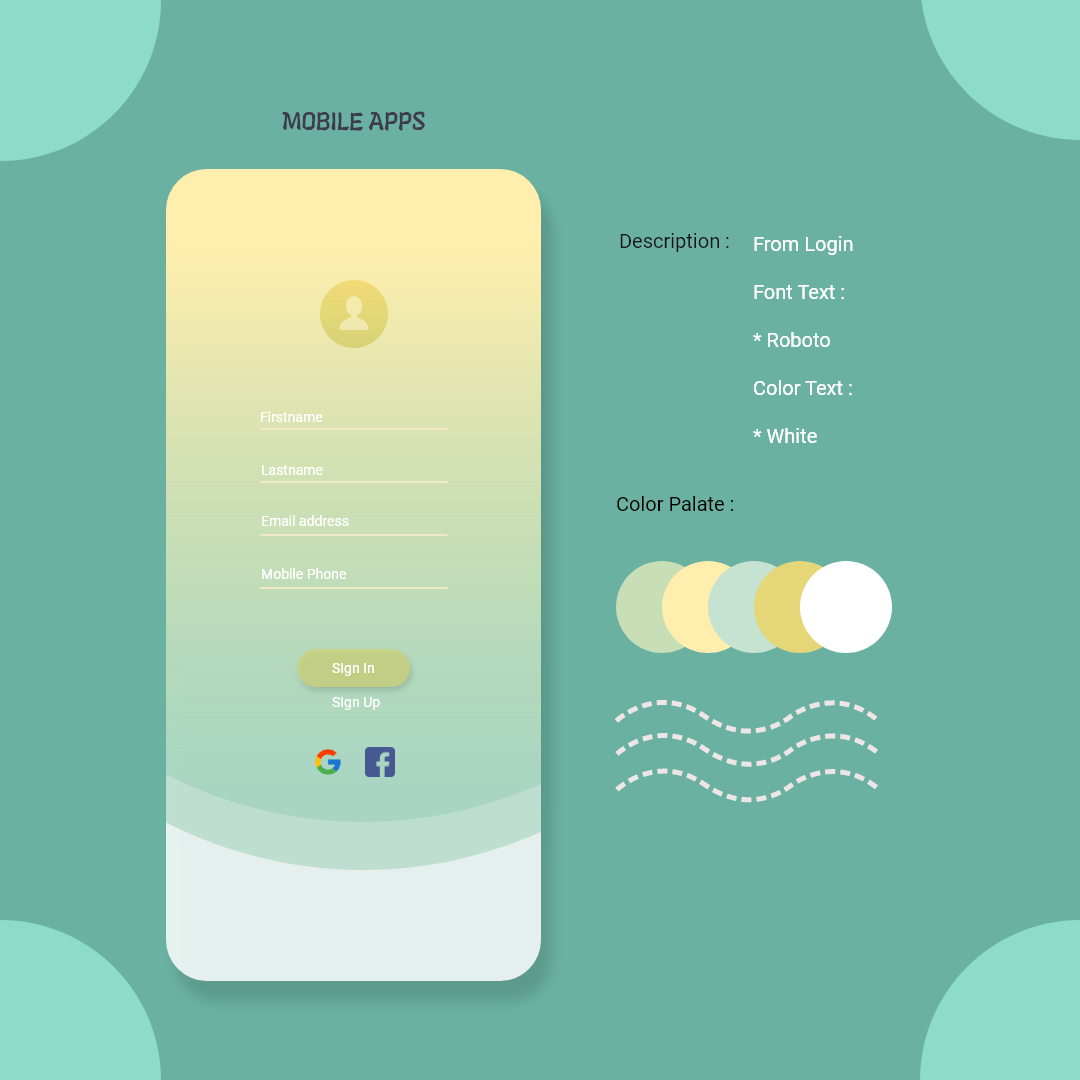 MOBILE APPS
Firstname
Lastname
Email address
Mobile Phone
SIgn In
SIgn Up
Description :
From Login
Font Text :
* Roboto
Color Text :
* White
Color Palate :